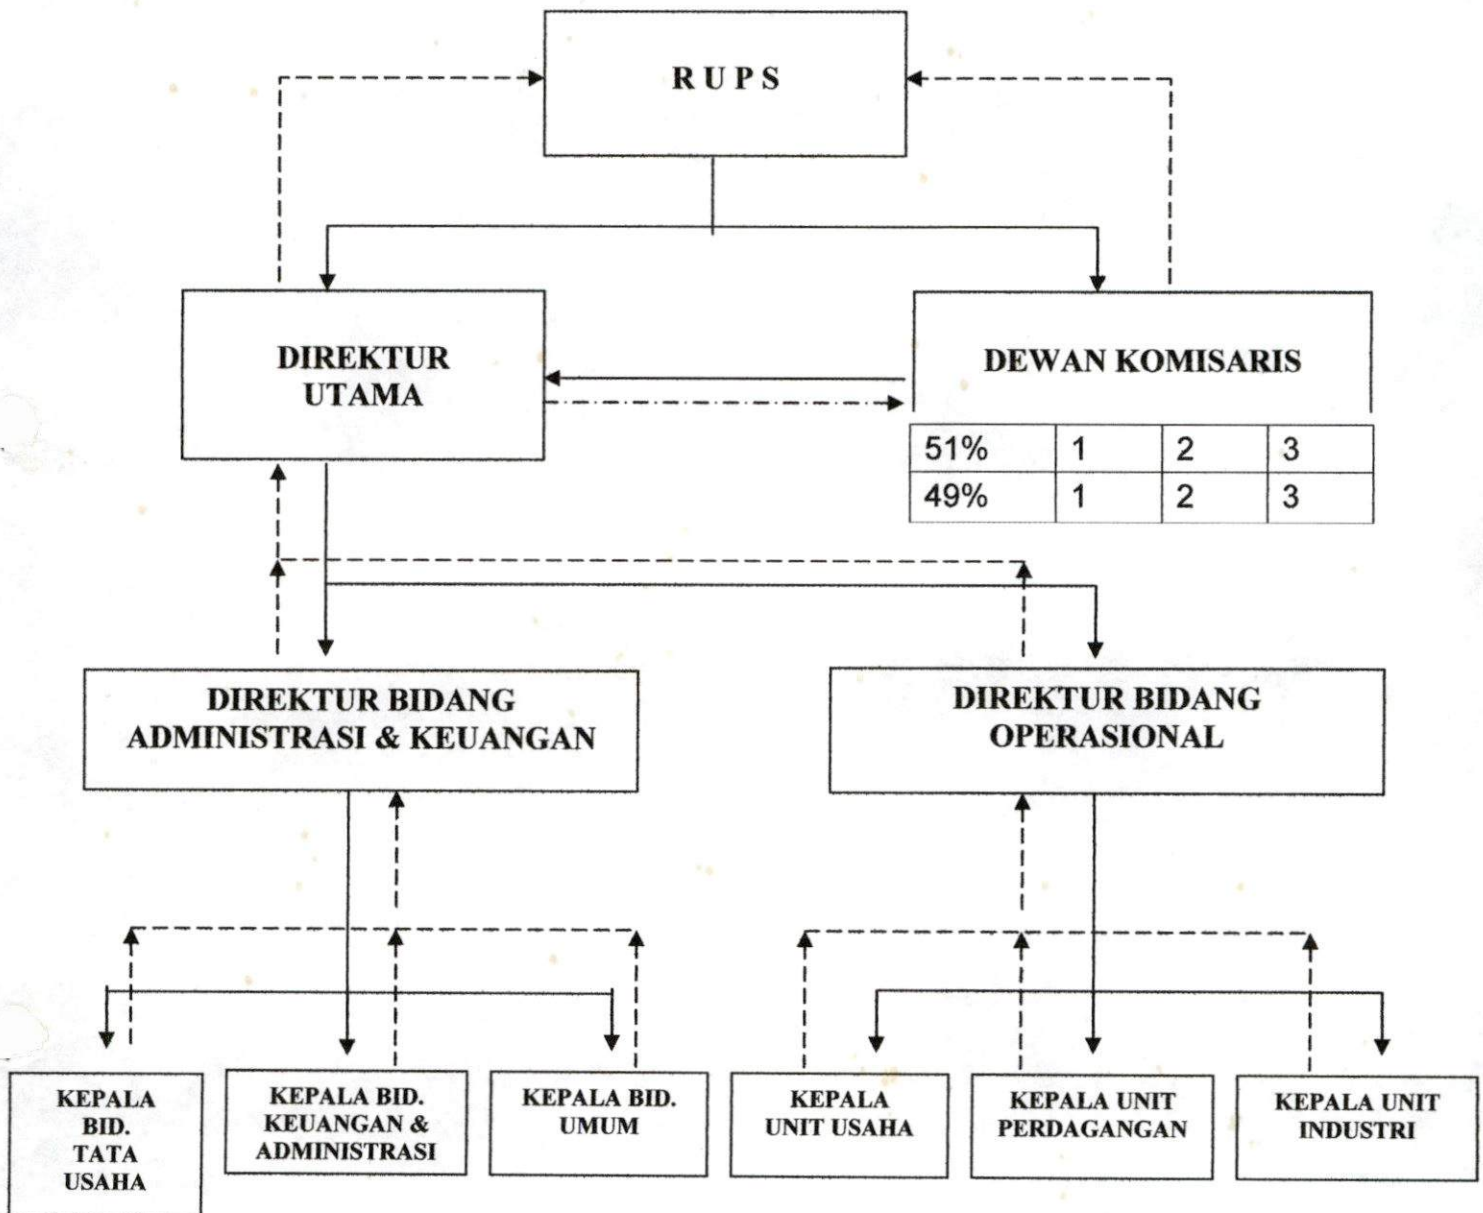 R U P S
DIREKTUR
UTAMA
DEWAN KOMISARIS
51% 1 2 3
49% 1 2 3
DIREKTUR BIDANG
ADMINISTRASI & KEUANGAN
DIREKTUR BIDANG
OPERASIONAL
KEPALA
BID.
TATA
USAHA
KEPALA BID.
KEUANGAN &
ADMINISTRASI
KEPALA BID.
UMUM
KEPALA
UNIT USAHA
KEPALA UNIT
PERDAGANGAN
KEPALA UNIT
INDUSTRI